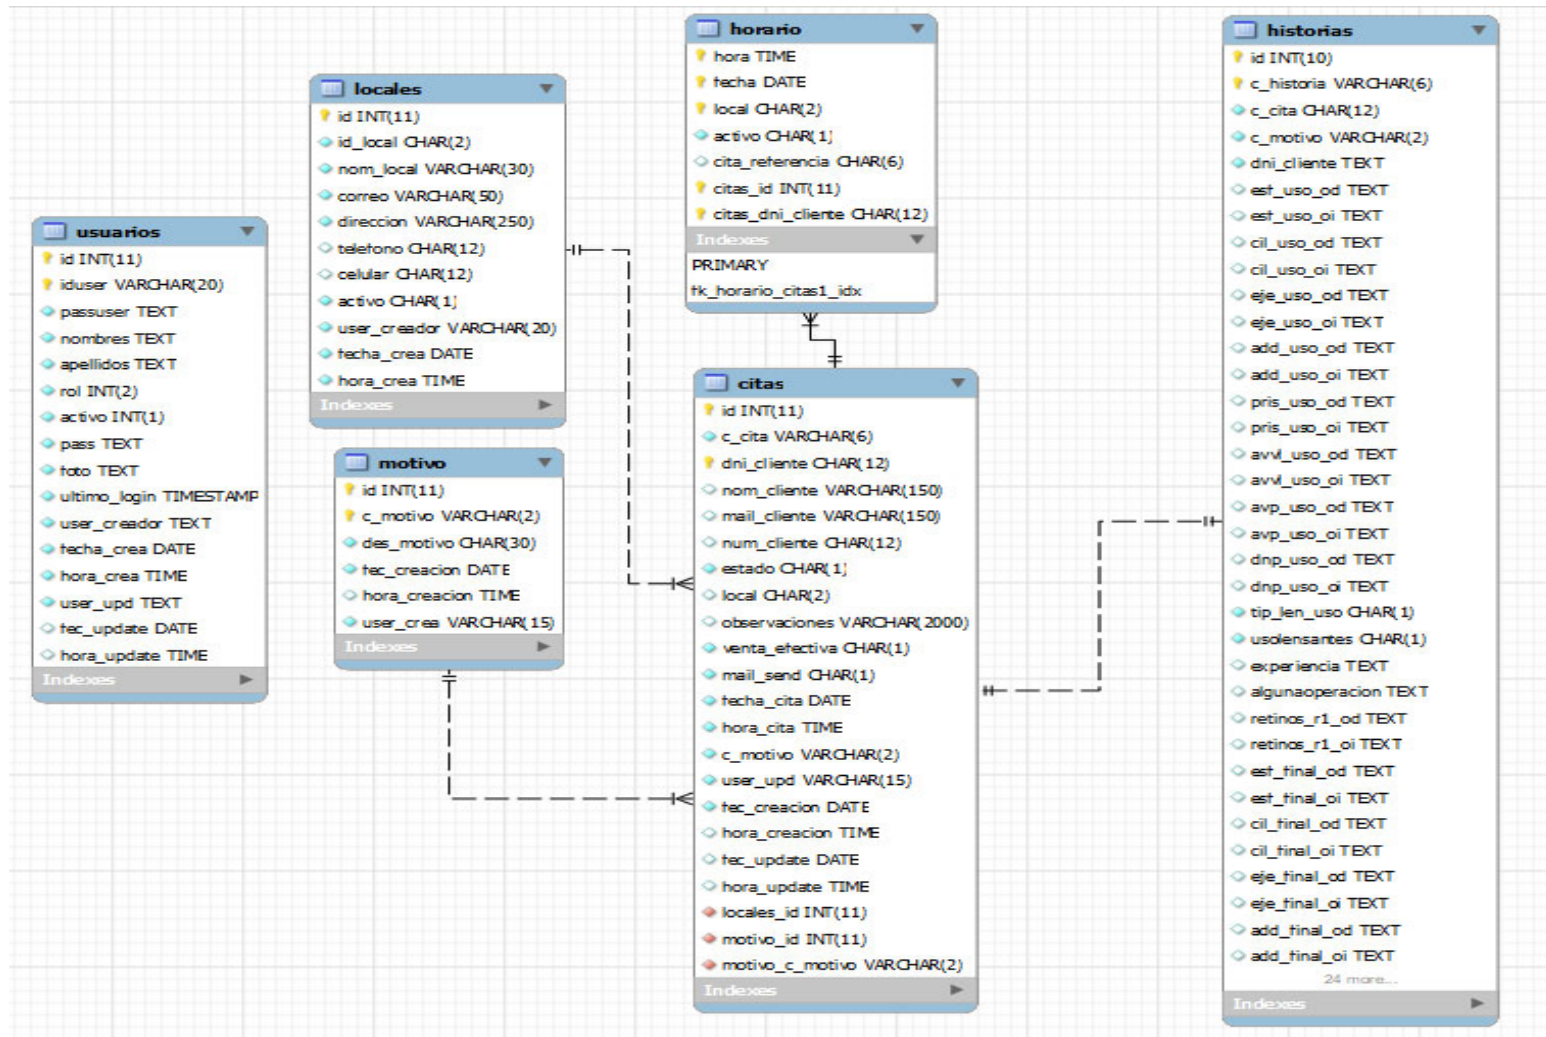 usuarios
id INT(11)
iduser VARCHAR(20)
passuser TEXT
nombres TEXT
apellidos TEXT
rol INT(2)
activo INT(1)
pass TEXT
foto TEXT
ultimo_login TIMESTAMP
user_creador TEXT
fecha_crea DATE
hora_crea TIME
user_upd TEXT
fec_update DATE
hora_update TIME
Indexes
locales
id INT(11)
id_local CHAR(2)
nom_local VARCHAR(30)
correo VARCHAR(50)
direccion VARCHAR(250)
telefono CHAR(12)
celular CHAR(12)
activo CHAR(1)
user_creador VARCHAR(20)
fecha_crea DATE
hora_crea TIME
Indexes
motivo
id INT(11)
c_motivo VARCHAR(2)
des_motivo CHAR(30)
fec_creacion DATE
hora_creacion TIME
user_crea VARCHAR(15)
Indexes
horario
hora TIME
fecha DATE
local CHAR(2)
activo CHAR(1)
cita_referencia CHAR(6)
citas_id INT(11)
citas_dni_cliente CHAR(12)
Indexes
PRIMARY
fk_horario_citas1_idx
citas
id INT(11)
c_cita VARCHAR(6)
dni_cliente CHAR(12)
nom_cliente VARCHAR(150)
mail_cliente VARCHAR(150)
num_cliente CHAR(12)
estado CHAR(1)
local CHAR(2)
observaciones VARCHAR(2000)
venta_efectiva CHAR(1)
mail_send CHAR(1)
fecha_cita DATE
hora_cita TIME
c_motivo VARCHAR(2)
user_upd VARCHAR(15)
fec_creacion DATE
hora_creacion TIME
fec_update DATE
hora_update TIME
locales_id INT(11)
motivo_id INT(11)
motivo_c_motivo VARCHAR(2)
Indexes
historias
id INT(10)
c_historia VARCHAR(6)
c_cita CHAR(12)
c_motivo VARCHAR(2)
dni_cliente TEXT
esf_uso_od TEXT
esf_uso_oi TEXT
cil_uso_od TEXT
cil_uso_oi TEXT
eje_uso_od TEXT
eje_uso_oi TEXT
add_uso_od TEXT
add_uso_oi TEXT
pris_uso_od TEXT
pris_uso_oi TEXT
avvl_uso_od TEXT
avvl_uso_oi TEXT
avp_uso_od TEXT
avp_uso_oi TEXT
dnp_uso_od TEXT
dnp_uso_oi TEXT
tip_len_uso CHAR(1)
usolensantes CHAR(1)
experiencia TEXT
algunaoperacion TEXT
retinos_r1_od TEXT
retinos_r1_oi TEXT
esf_final_od TEXT
esf_final_oi TEXT
cil_final_od TEXT
cil_final_oi TEXT
eje_final_od TEXT
eje_final_oi TEXT
add_final_od TEXT
add_final_oi TEXT
24 more...
Indexes